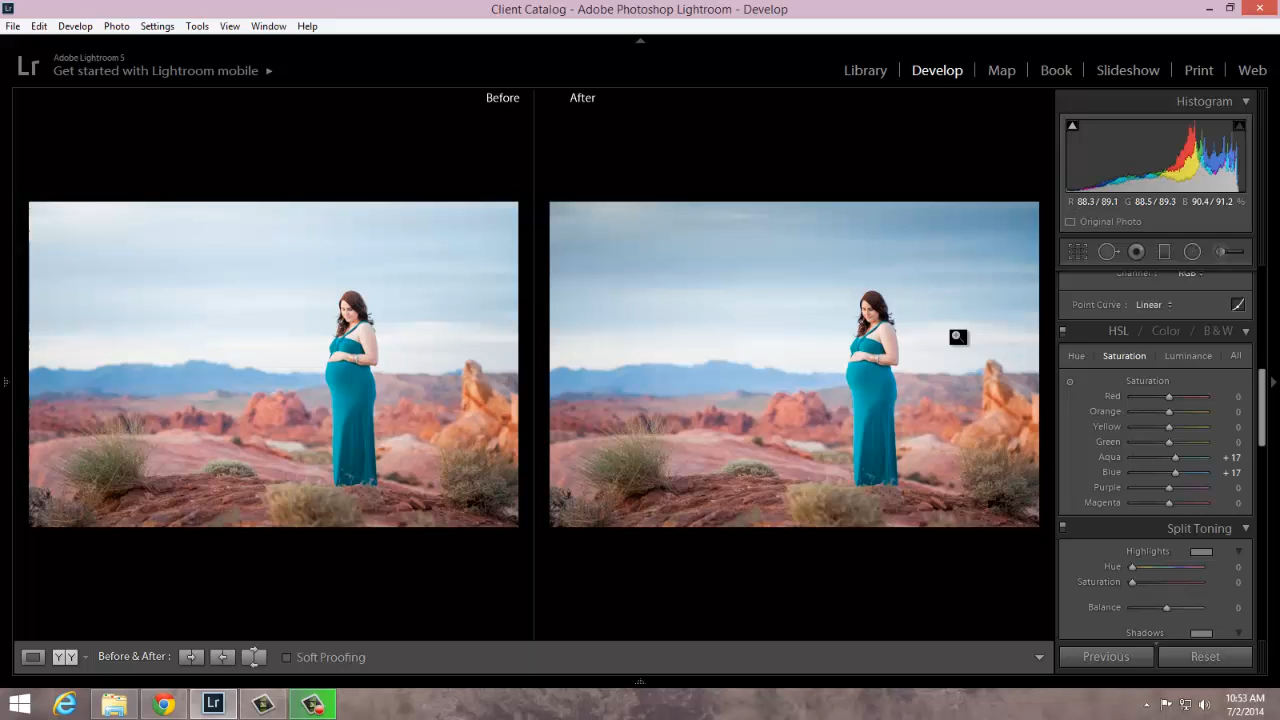 Client Catalog - Adobe Photoshop Lightroom - Develop
File Edit Develop Photo Settings Tools View Window Help
Lr Adobe Lightroom 5
Get started with Lightroom mobile ▸
Library | Develop | Map | Book | Slideshow | Print | Web
Before After
Histogram
R 88.3 / 89.1 G 88.5 / 89.3 B 90.4 / 91.2 %
Original Photo
Channel : RGB
Point Curve : Linear
HSL / Color / B & W
Hue Saturation Luminance All
Saturation
Red 0
Orange 0
Yellow 0
Green 0
Aqua + 17
Blue + 17
Purple 0
Magenta 0
Split Toning
Highlights
Hue 0
Saturation 0
Balance 0
Shadows
YY Before & After : Soft Proofing
Previous Reset
Lr
10:53 AM
7/2/2014